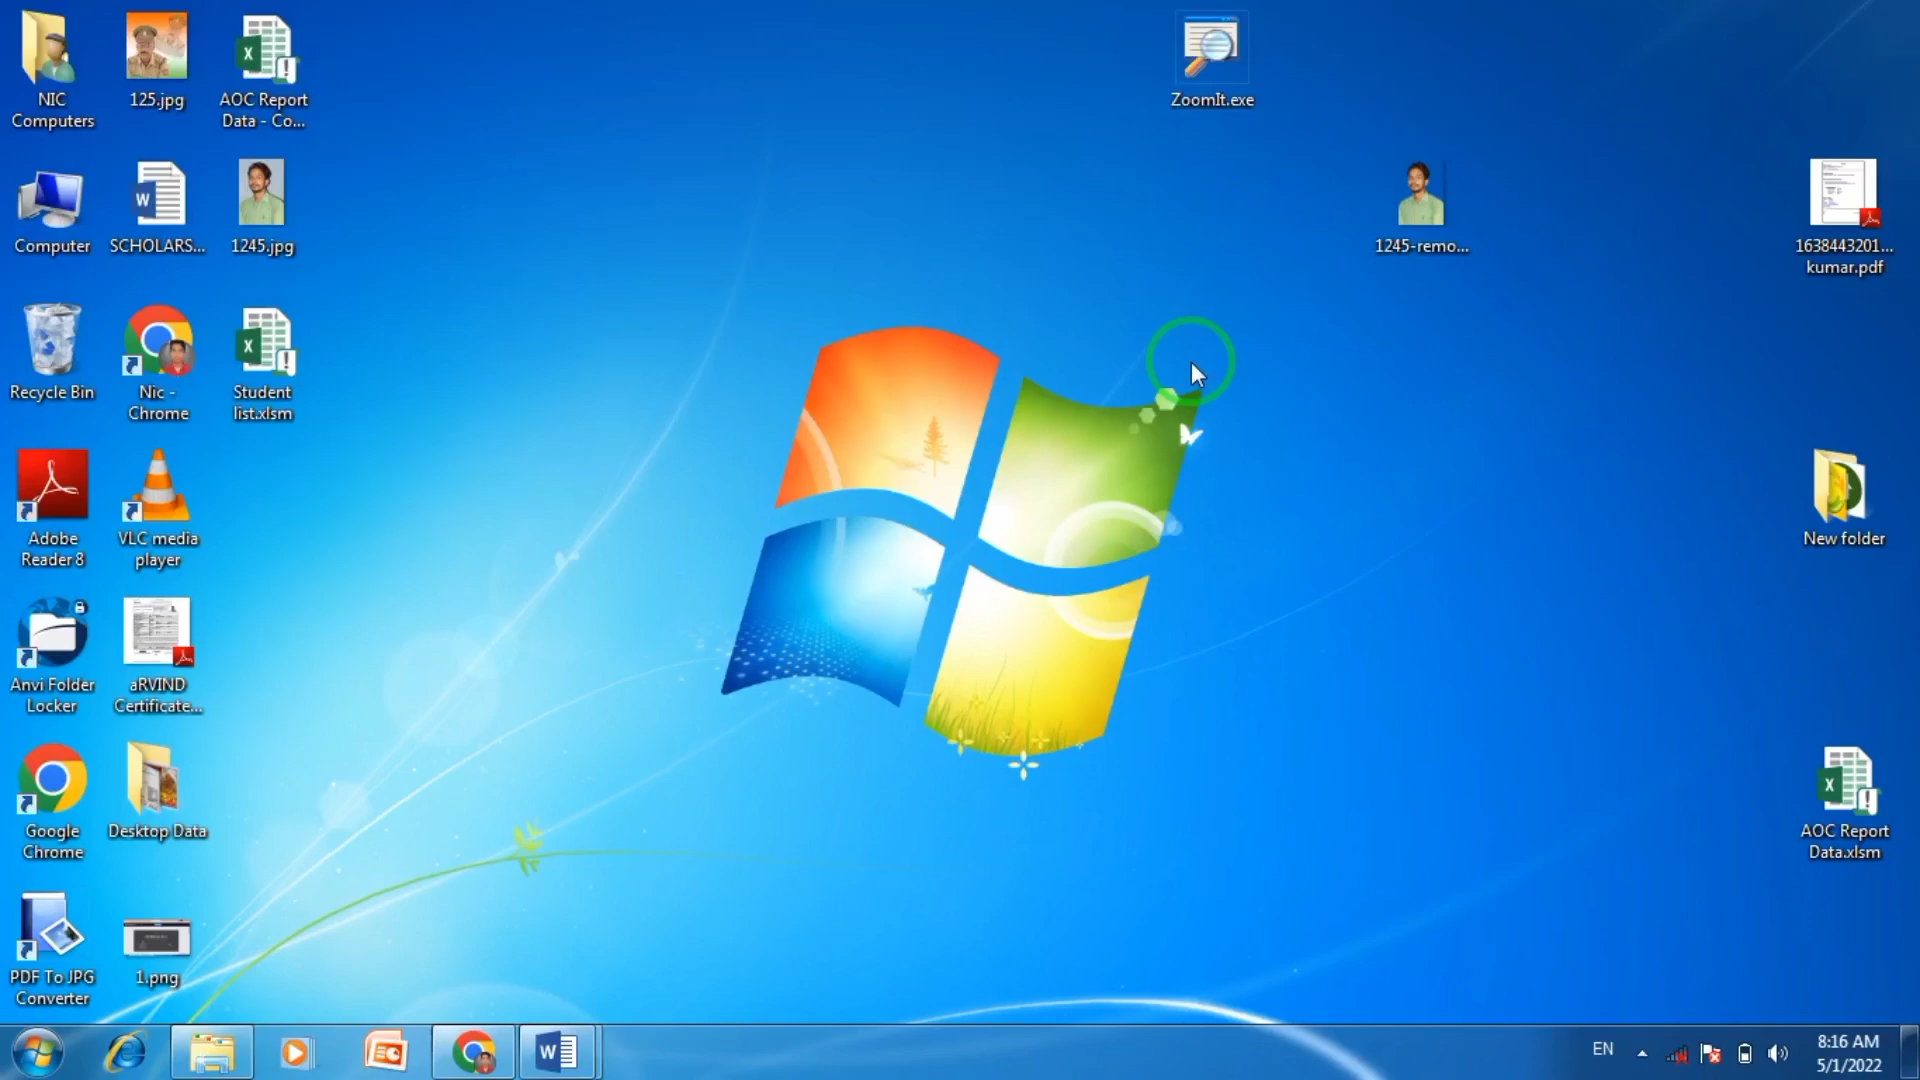 NIC
Computers
125.jpg
AOC Report
Data - Co...
ZoomIt.exe
Computer
SCHOLARS...
1245.jpg
1245-remo...
1638443201...
kumar.pdf
Recycle Bin
Nic -
Chrome
Student
list.xlsm
Adobe
Reader 8
VLC media
player
New folder
Anvi Folder
Locker
aRVIND
Certificate...
Google
Chrome
Desktop Data
AOC Report
Data.xlsm
PDF To JPG
Converter
1.png
EN
8:16 AM
5/1/2022